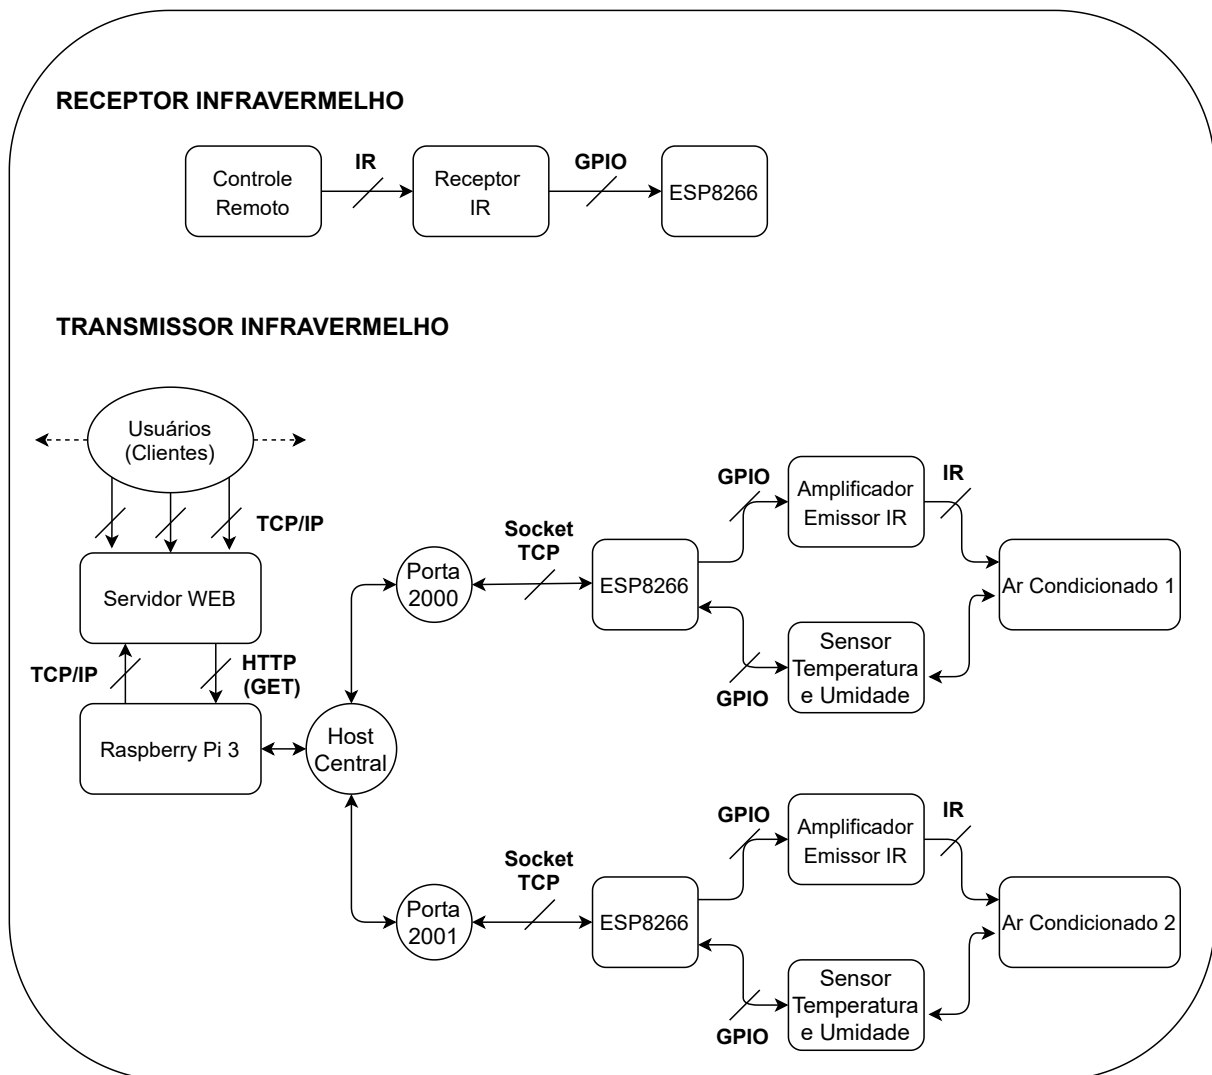 RECEPTOR INFRAVERMELHO
IR
GPIO
Controle
Remoto
Receptor
IR
ESP8266
TRANSMISSOR INFRAVERMELHO
Usuários
(Clientes)
TCP/IP
Servidor WEB
TCP/IP
HTTP
(GET)
Raspberry Pi 3
Host
Central
Porta
2000
Socket
TCP
ESP8266
GPIO
Amplificador
Emissor IR
IR
Ar Condicionado 1
GPIO
Sensor
Temperatura
e Umidade
Porta
2001
Socket
TCP
ESP8266
GPIO
Amplificador
Emissor IR
IR
Ar Condicionado 2
GPIO
Sensor
Temperatura
e Umidade